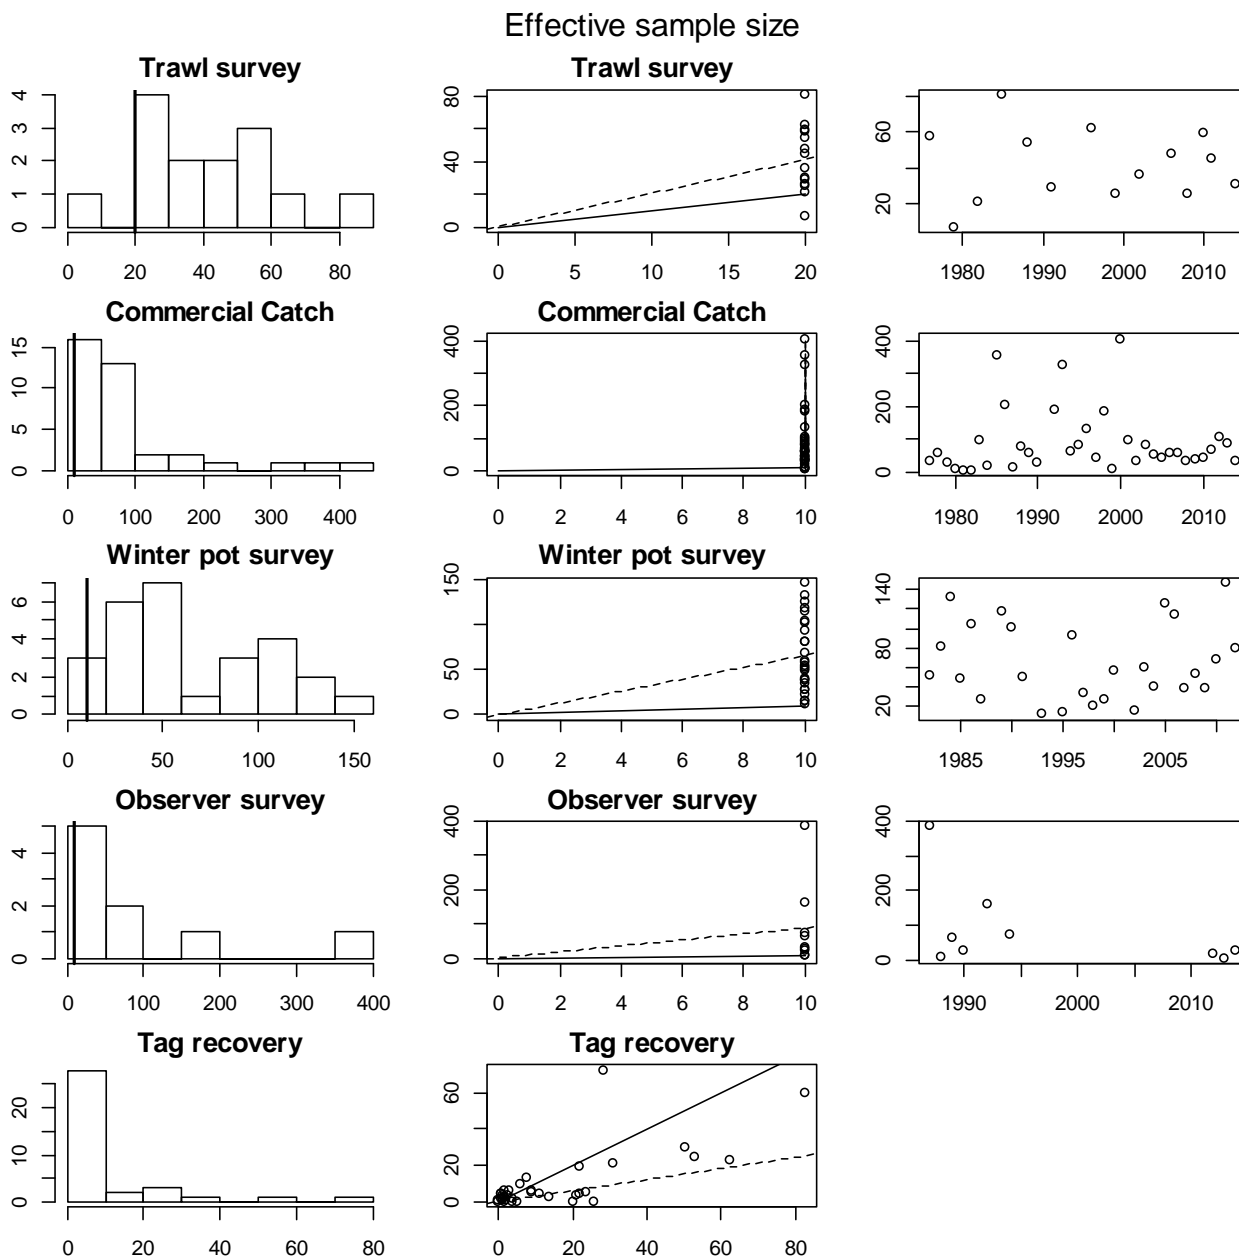 Effective sample size
Trawl survey
Trawl survey
0 1 2 3 4
0 20 40 60 80
0 40 80
0 5 10 15 20
20 60
1980 1990 2000 2010
Commercial Catch
Commercial Catch
0 5 10 15
0 100 200 300 400
0 200 400
0 2 4 6 8 10
0 200 400
1980 1990 2000 2010
Winter pot survey
Winter pot survey
0 2 4 6
0 50 100 150
0 50 150
0 2 4 6 8 10
20 80 140
1985 1995 2005
Observer survey
Observer survey
0 2 4
0 100 200 300 400
0 200 400
0 2 4 6 8 10
0 200 400
1990 2000 2010
Tag recovery
Tag recovery
0 10 20
0 20 40 60 80
0 20 60
0 20 40 60 80